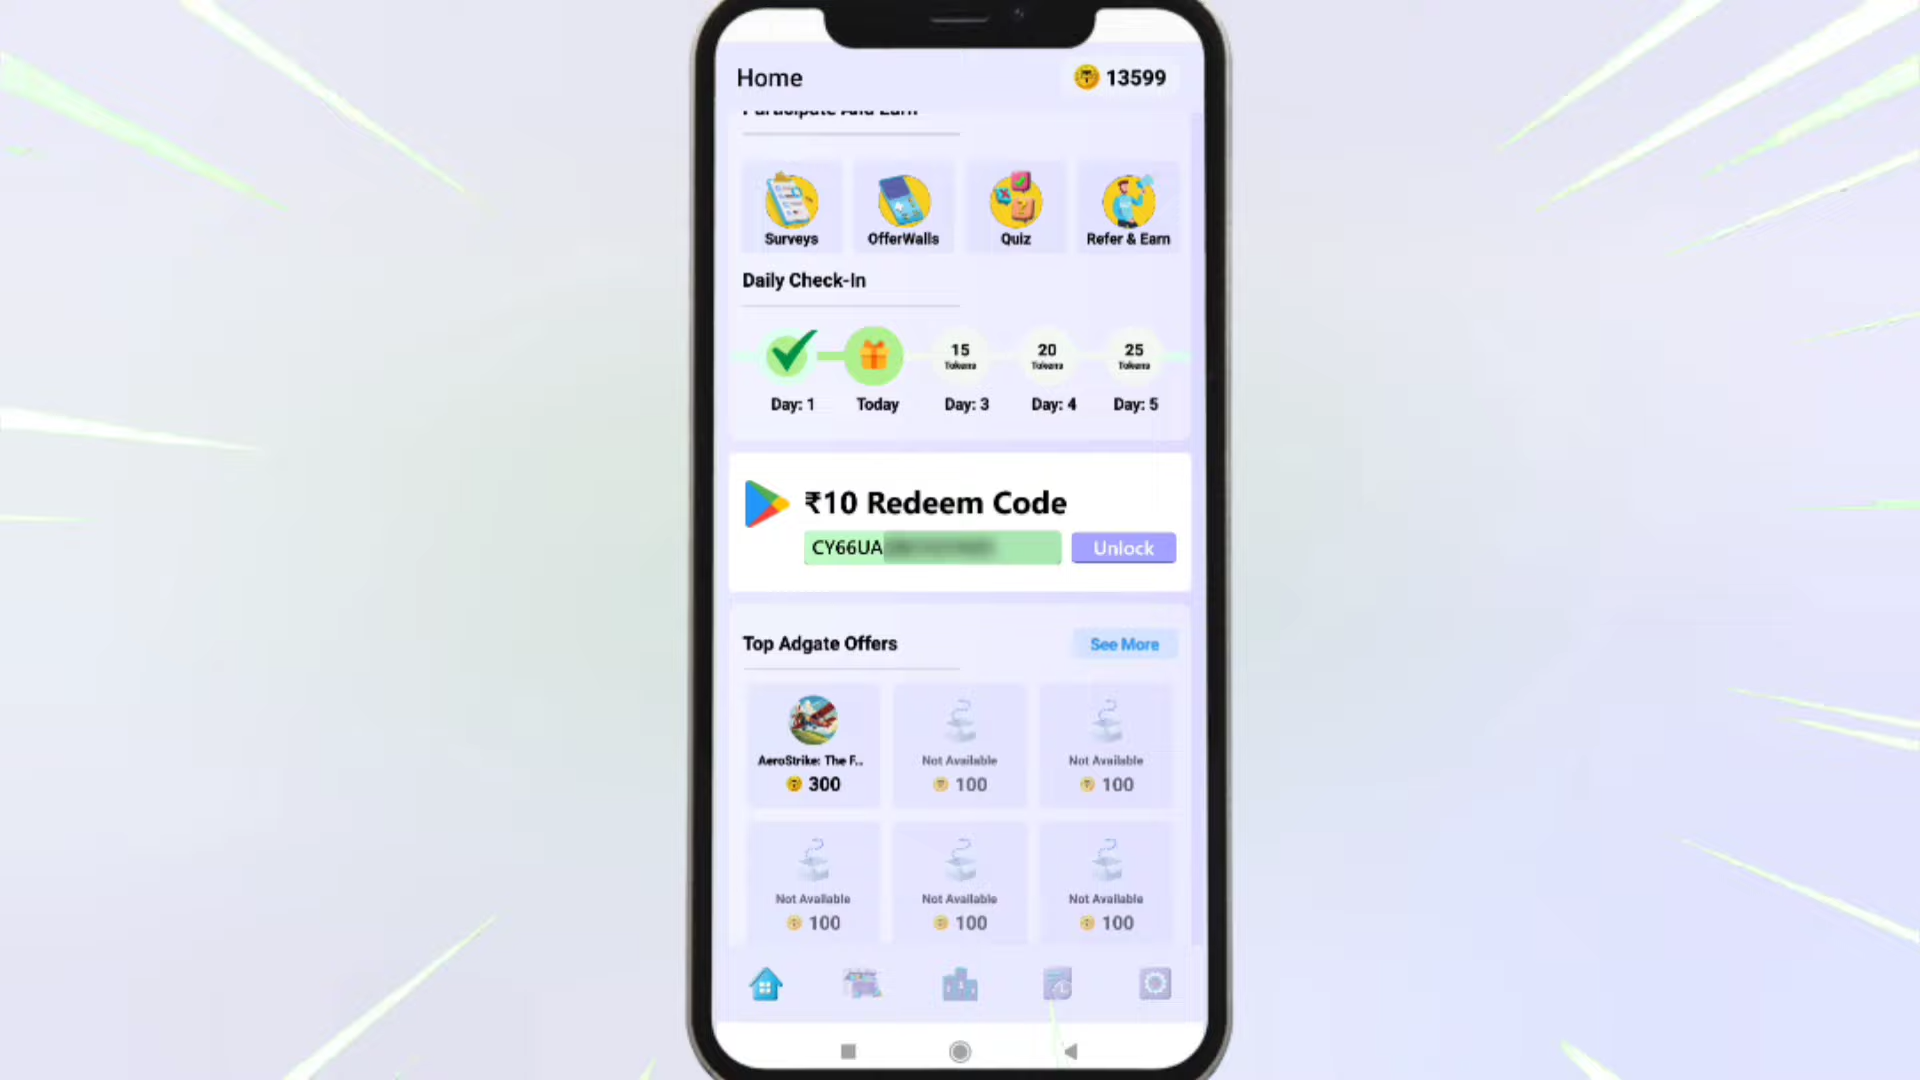 Home
13599
Participate And Earn
Surveys
OfferWalls
Quiz
Refer & Earn
Daily Check-In
15
Tokens
20
Tokens
25
Tokens
Day: 1
Today
Day: 3
Day: 4
Day: 5
₹10 Redeem Code
CY66UA
Unlock
Top Adgate Offers
See More
AeroStrike: The F..
300
Not Available
100
Not Available
100
Not Available
100
Not Available
100
Not Available
100